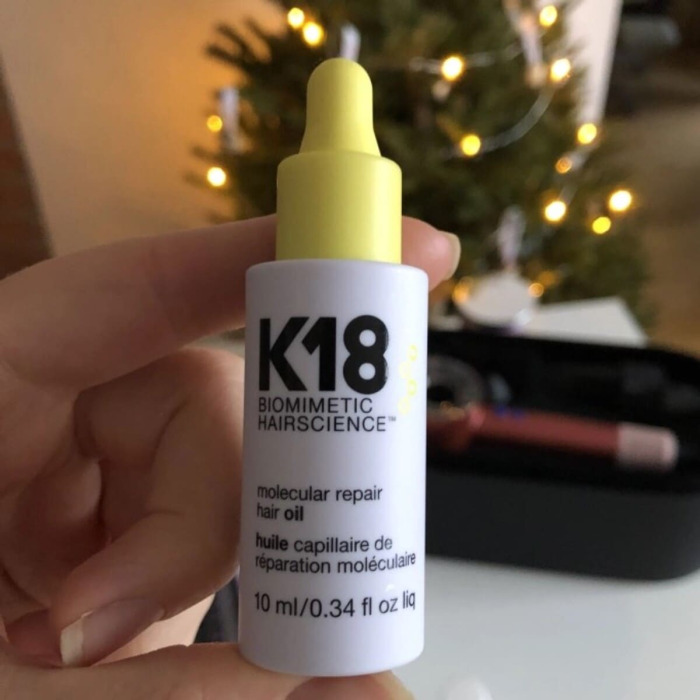 K18
BIOMIMETIC
HAIRSCIENCE™
molecular repair
hair oil
huile capillaire de
réparation moléculaire
10 ml/0.34 fl oz liq